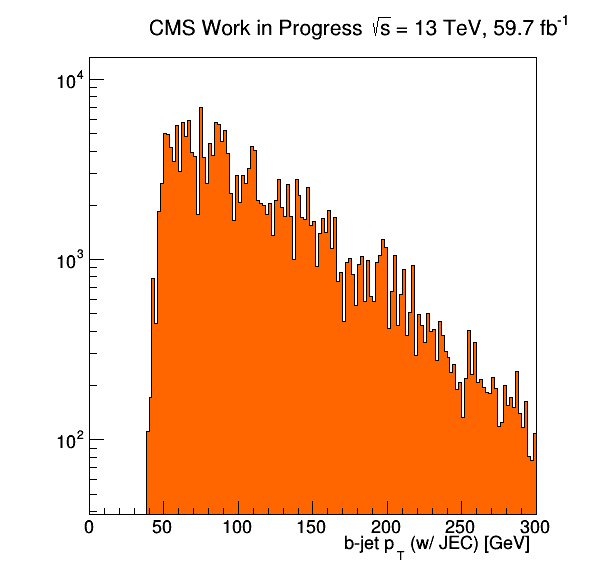 CMS Work in Progress √s = 13 TeV, 59.7 fb⁻¹
10⁴
10³
10²
0 50 100 150 200 250 300
b-jet p_T (w/ JEC) [GeV]